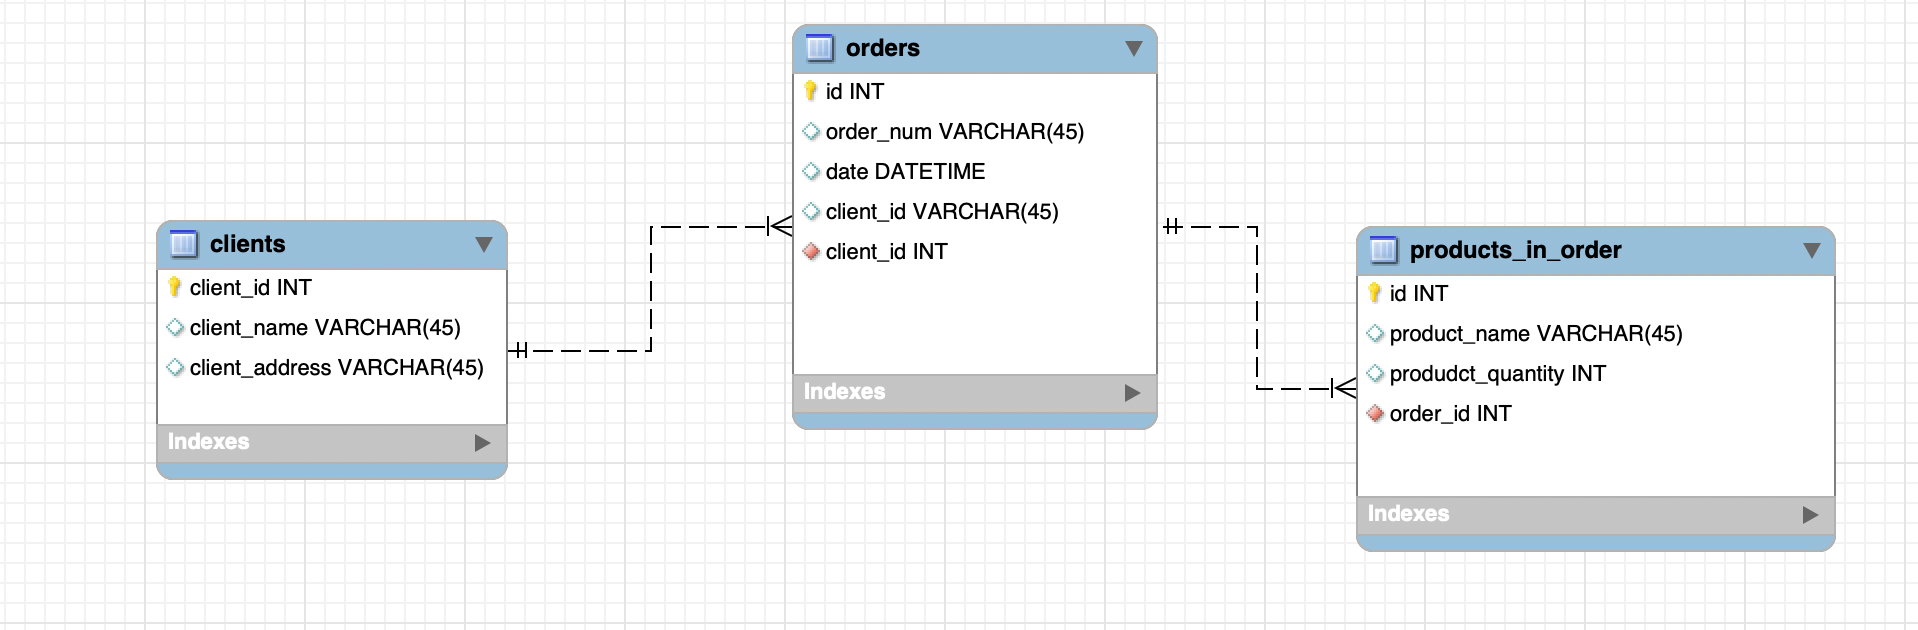 clients
client_id INT
client_name VARCHAR(45)
client_address VARCHAR(45)
Indexes
orders
id INT
order_num VARCHAR(45)
date DATETIME
client_id VARCHAR(45)
client_id INT
Indexes
products_in_order
id INT
product_name VARCHAR(45)
produdct_quantity INT
order_id INT
Indexes